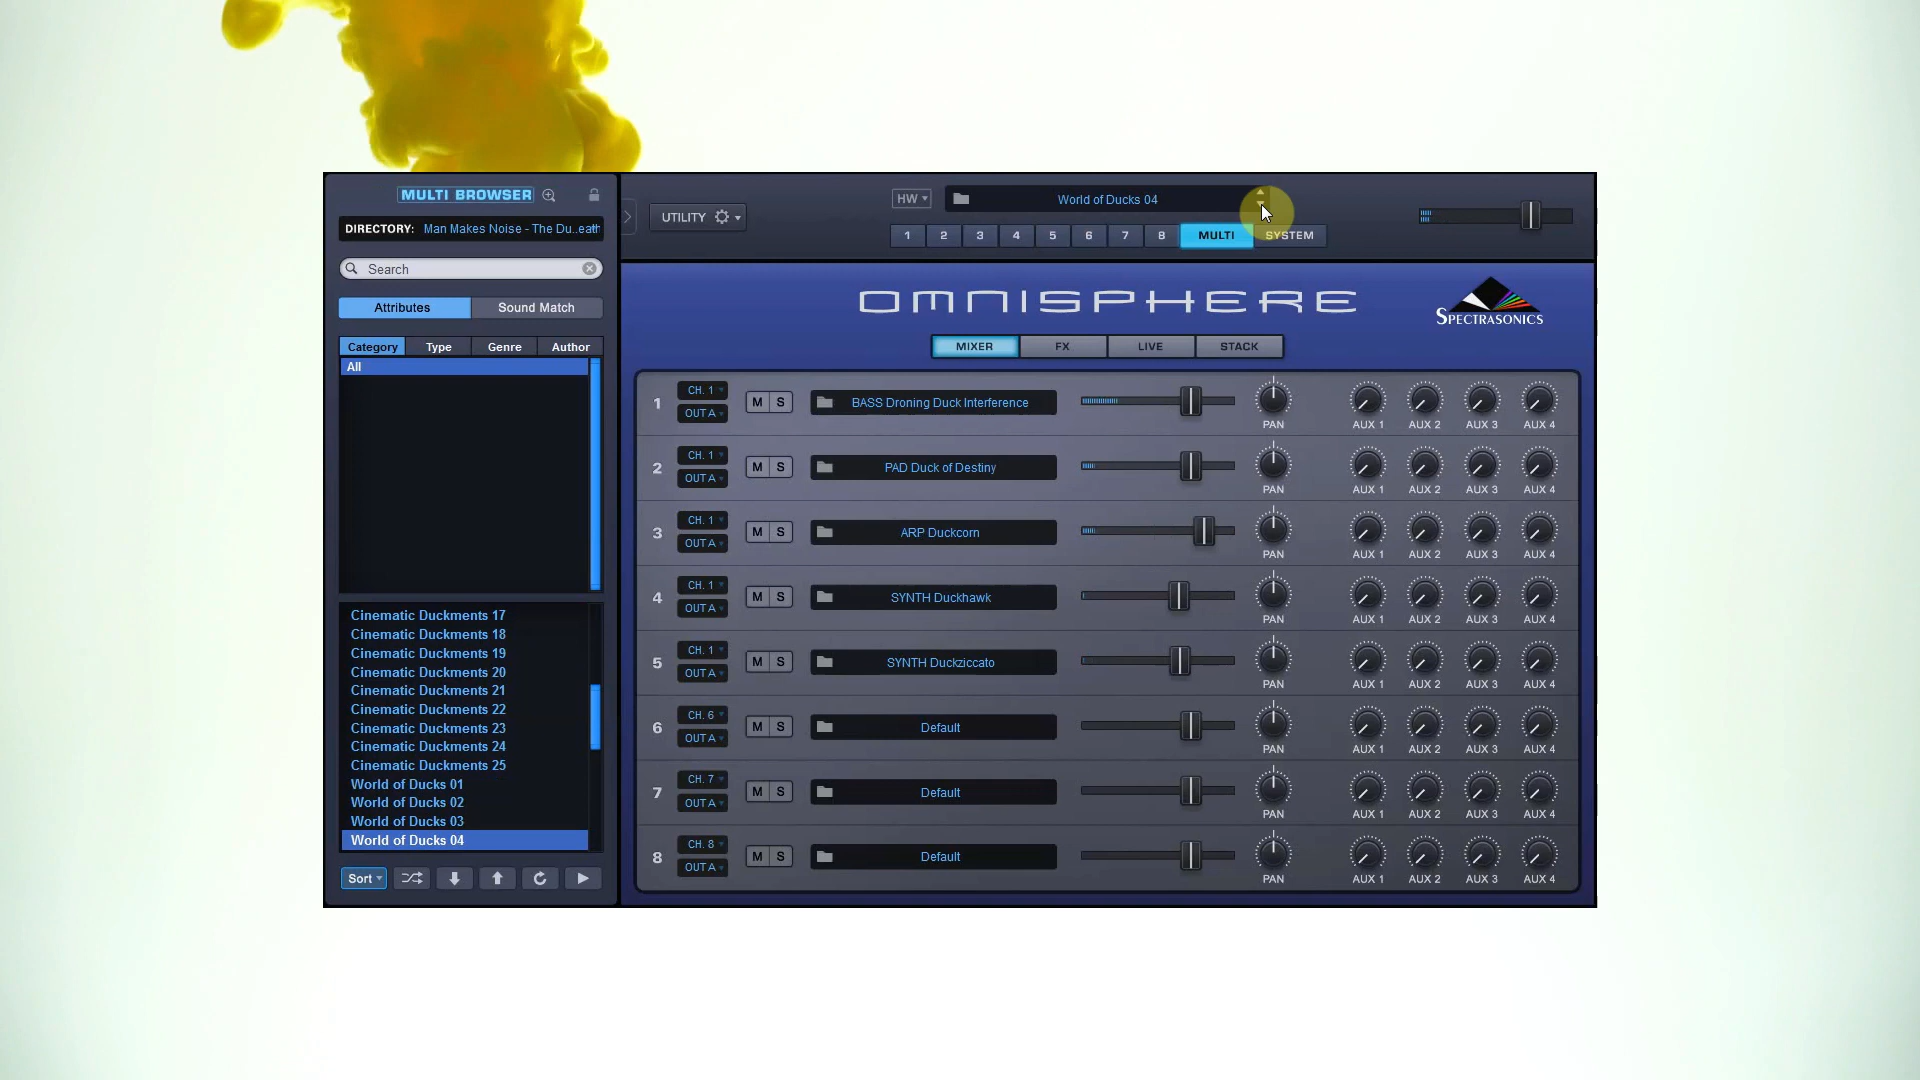 MULTI BROWSER
DIRECTORY: Man Makes Noise - The Du..eath
Search
Attributes Sound Match
Category Type Genre Author
All
Cinematic Duckments 17
Cinematic Duckments 18
Cinematic Duckments 19
Cinematic Duckments 20
Cinematic Duckments 21
Cinematic Duckments 22
Cinematic Duckments 23
Cinematic Duckments 24
Cinematic Duckments 25
World of Ducks 01
World of Ducks 02
World of Ducks 03
World of Ducks 04
Sort
UTILITY
HW World of Ducks 04
1 2 3 4 5 6 7 8 MULTI SYSTEM
OMNISPHERE
SPECTRASONICS
MIXER FX LIVE STACK
1 CH. 1 OUT A M S BASS Droning Duck Interference PAN AUX 1 AUX 2 AUX 3 AUX 4
2 CH. 1 OUT A M S PAD Duck of Destiny PAN AUX 1 AUX 2 AUX 3 AUX 4
3 CH. 1 OUT A M S ARP Duckcorn PAN AUX 1 AUX 2 AUX 3 AUX 4
4 CH. 1 OUT A M S SYNTH Duckhawk PAN AUX 1 AUX 2 AUX 3 AUX 4
5 CH. 1 OUT A M S SYNTH Duckziccato PAN AUX 1 AUX 2 AUX 3 AUX 4
6 CH. 6 OUT A M S Default PAN AUX 1 AUX 2 AUX 3 AUX 4
7 CH. 7 OUT A M S Default PAN AUX 1 AUX 2 AUX 3 AUX 4
8 CH. 8 OUT A M S Default PAN AUX 1 AUX 2 AUX 3 AUX 4